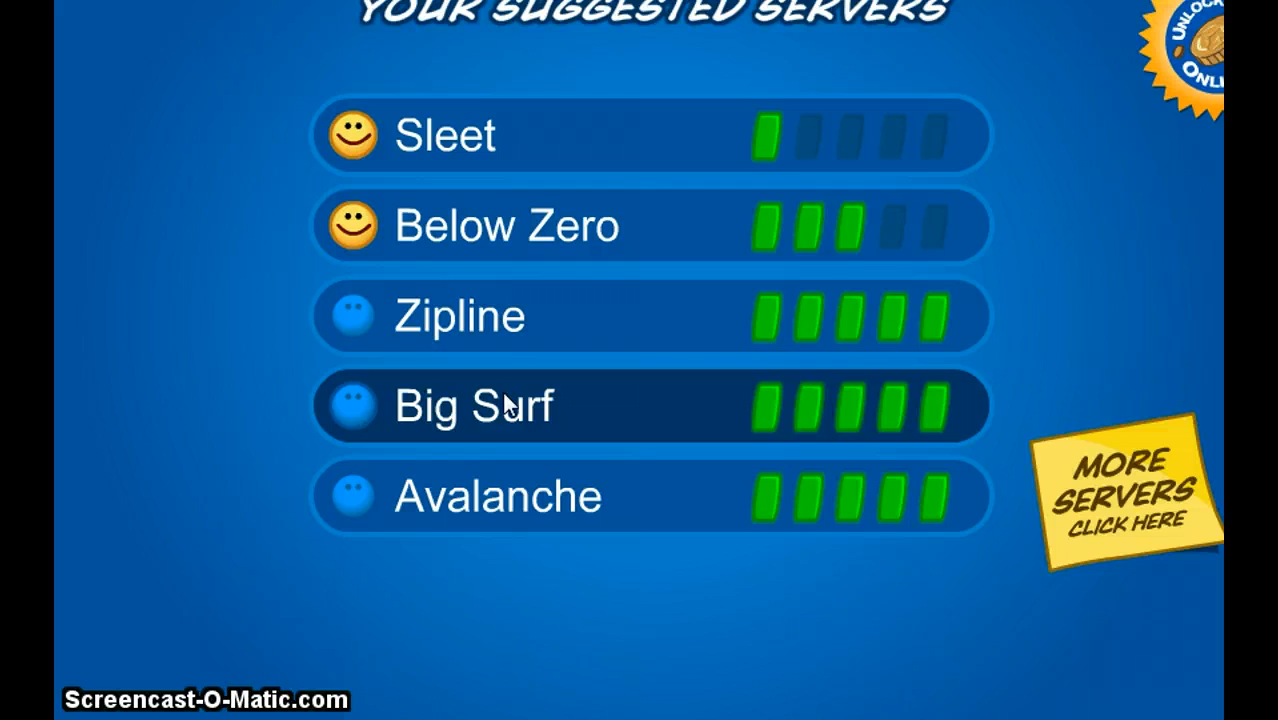 YOUR SUGGESTED SERVERS
Sleet
Below Zero
Zipline
Big Surf
Avalanche
MORE
SERVERS
CLICK HERE
Screencast-O-Matic.com